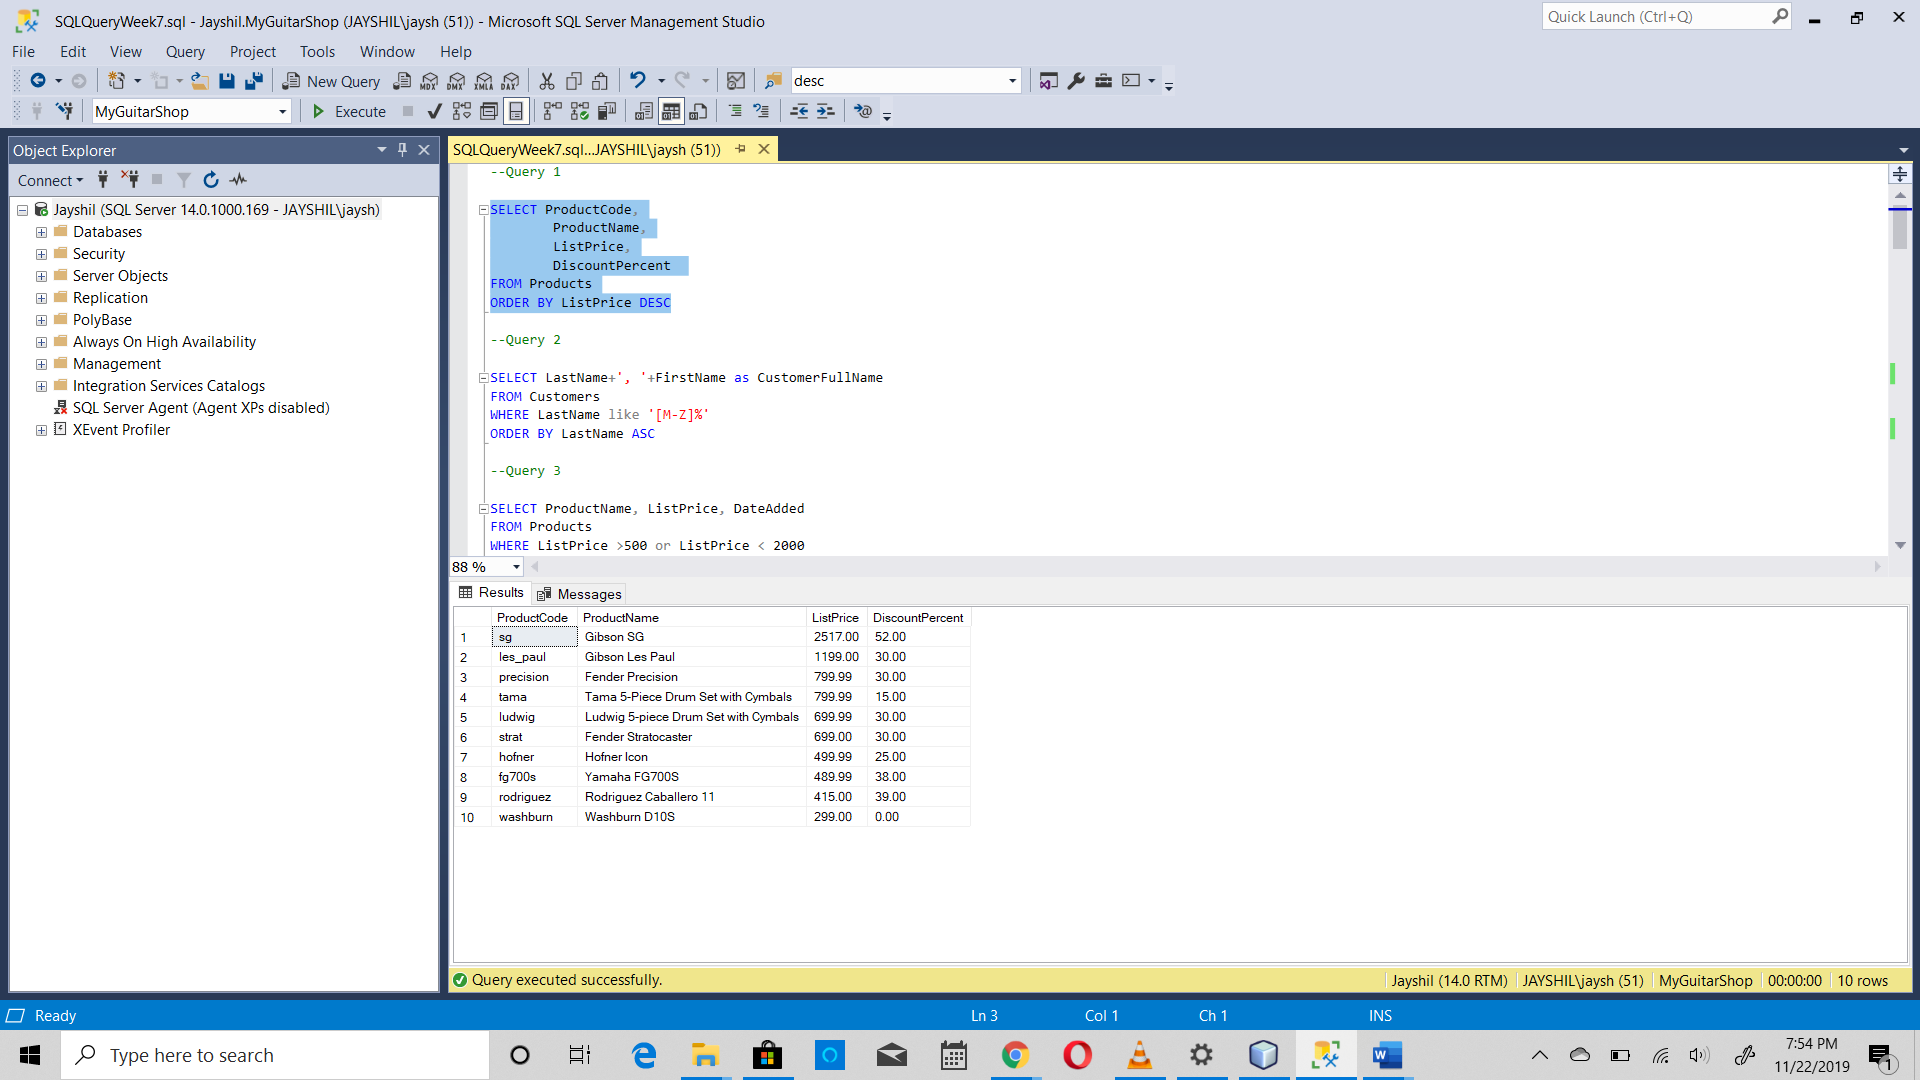 SQLQueryWeek7.sql - Jayshil.MyGuitarShop (JAYSHIL\jaysh (51)) - Microsoft SQL Server Management Studio
Quick Launch (Ctrl+Q)
File Edit View Query Project Tools Window Help
New Query MDX DMX XMLA DAX desc
MyGuitarShop Execute
Object Explorer
Connect
Jayshil (SQL Server 14.0.1000.169 - JAYSHIL\jaysh)
Databases
Security
Server Objects
Replication
PolyBase
Always On High Availability
Management
Integration Services Catalogs
SQL Server Agent (Agent XPs disabled)
XEvent Profiler
SQLQueryWeek7.sql...JAYSHIL\jaysh (51))
--Query 1
SELECT ProductCode,
ProductName,
ListPrice,
DiscountPercent
FROM Products
ORDER BY ListPrice DESC
--Query 2
SELECT LastName+', '+FirstName as CustomerFullName
FROM Customers
WHERE LastName like '[M-Z]%'
ORDER BY LastName ASC
--Query 3
SELECT ProductName, ListPrice, DateAdded
FROM Products
WHERE ListPrice >500 or ListPrice < 2000
88 %
Results Messages
ProductCode ProductName ListPrice DiscountPercent
1 sg Gibson SG 2517.00 52.00
2 les_paul Gibson Les Paul 1199.00 30.00
3 precision Fender Precision 799.99 30.00
4 tama Tama 5-Piece Drum Set with Cymbals 799.99 15.00
5 ludwig Ludwig 5-piece Drum Set with Cymbals 699.99 30.00
6 strat Fender Stratocaster 699.00 30.00
7 hofner Hofner Icon 499.99 25.00
8 fg700s Yamaha FG700S 489.99 38.00
9 rodriguez Rodriguez Caballero 11 415.00 39.00
10 washburn Washburn D10S 299.00 0.00
Query executed successfully. Jayshil (14.0 RTM) JAYSHIL\jaysh (51) MyGuitarShop 00:00:00 10 rows
Ready Ln 3 Col 1 Ch 1 INS
Type here to search
7:54 PM
11/22/2019
1